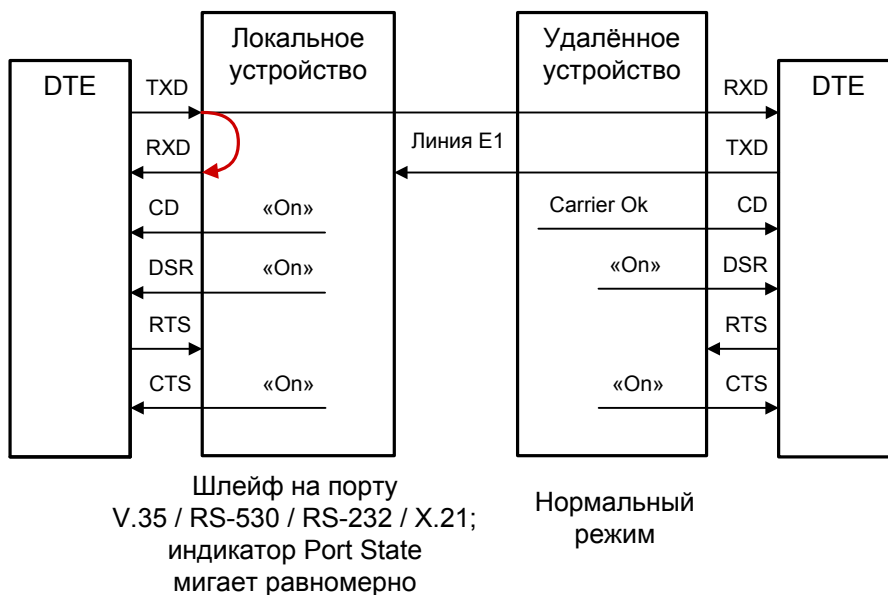 Локальное
устройство
Удалённое
устройство
DTE
TXD
RXD
DTE
RXD
Линия E1
TXD
CD
«On»
Carrier Ok
CD
DSR
«On»
«On»
DSR
RTS
RTS
CTS
«On»
«On»
CTS
Шлейф на порту
V.35 / RS-530 / RS-232 / X.21;
индикатор Port State
мигает равномерно
Нормальный
режим